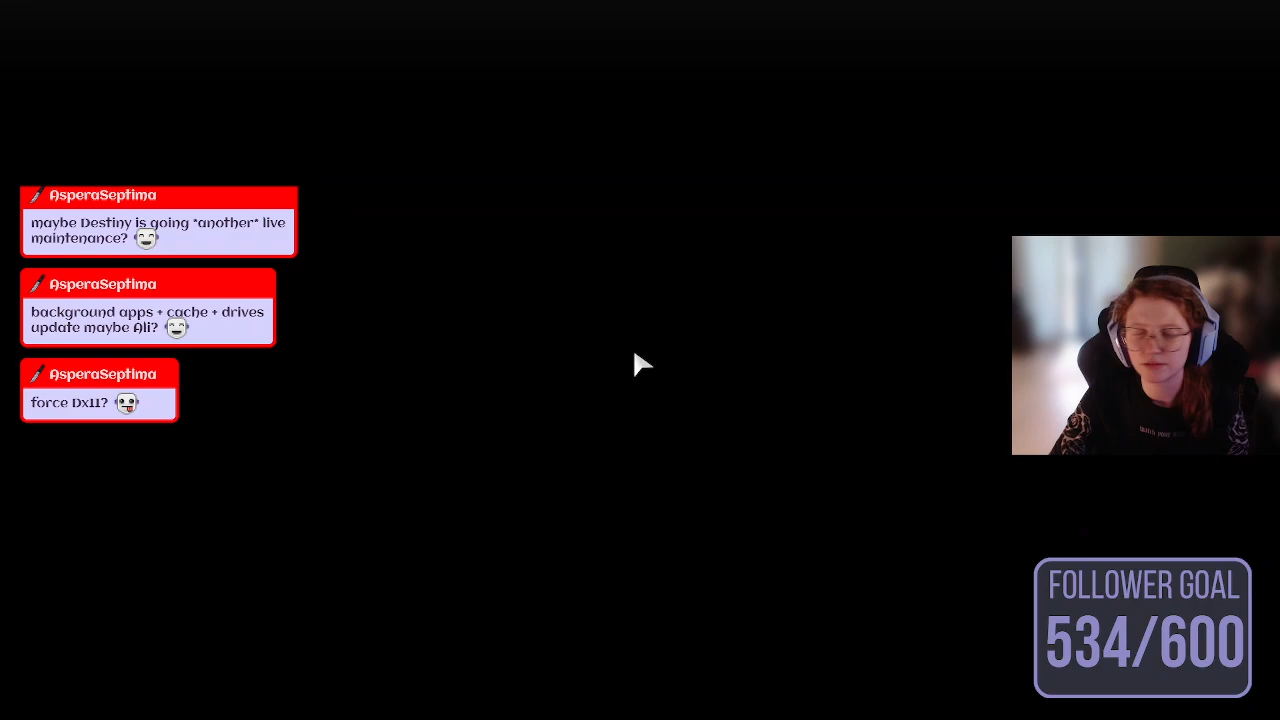 AsperaSeptima
maybe Destiny is going *another* live
maintenance?
AsperaSeptima
background apps + cache + drives
update maybe Ali?
AsperaSeptima
force Dx11?
FOLLOWER GOAL
534/600